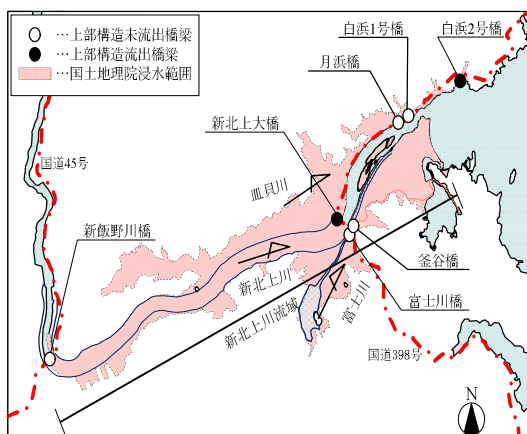 …上部構造未流出橋梁
…上部構造流出橋梁
…国土地理院浸水範囲
白浜1号橋
白浜2号橋
月浜橋
新北上大橋
国道45号
皿貝川
新飯野川橋
釜谷橋
新北上川
富士川橋
新北上川流域
富士川
国道398号
N